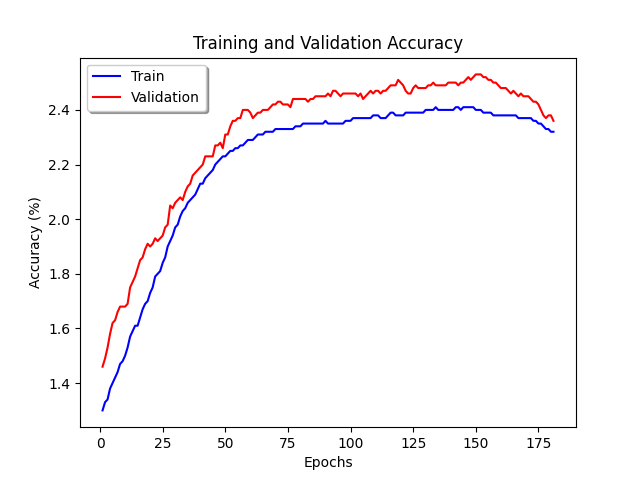 Training and Validation Accuracy
Train
Validation
Accuracy (%)
2.4
2.2
2.0
1.8
1.6
1.4
0 25 50 75 100 125 150 175
Epochs